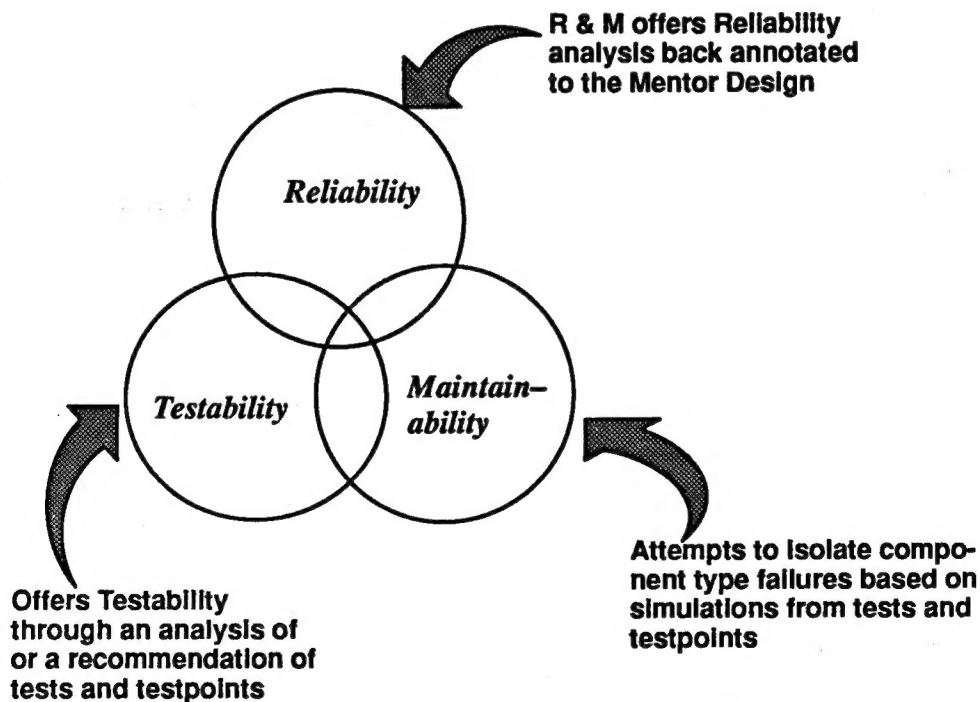 R & M offers Reliability
analysis back annotated
to the Mentor Design
Reliability
Testability
Maintain–
ability
Attempts to Isolate compo-
nent type failures based on
simulations from tests and
testpoints
Offers Testability
through an analysis of
or a recommendation of
tests and testpoints